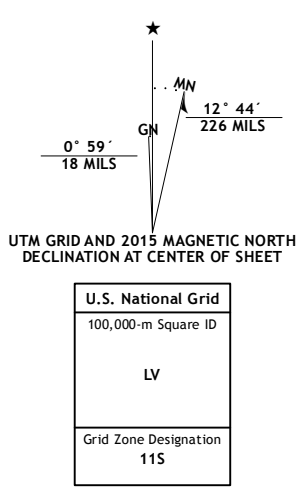 MN
12° 44´
226 MILS
GN
0° 59´
18 MILS
UTM GRID AND 2015 MAGNETIC NORTH
DECLINATION AT CENTER OF SHEET
U.S. National Grid
100,000-m Square ID
LV
Grid Zone Designation
11S